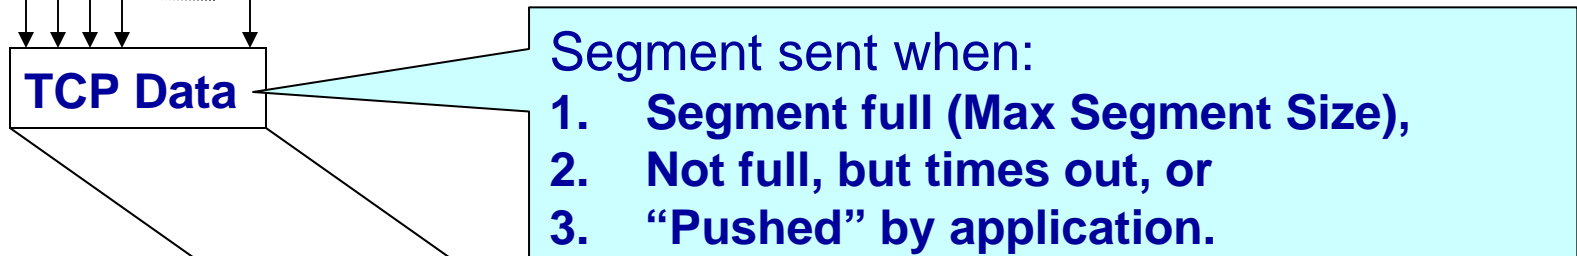 TCP Data
Segment sent when:
1. Segment full (Max Segment Size),
2. Not full, but times out, or
3. “Pushed” by application.